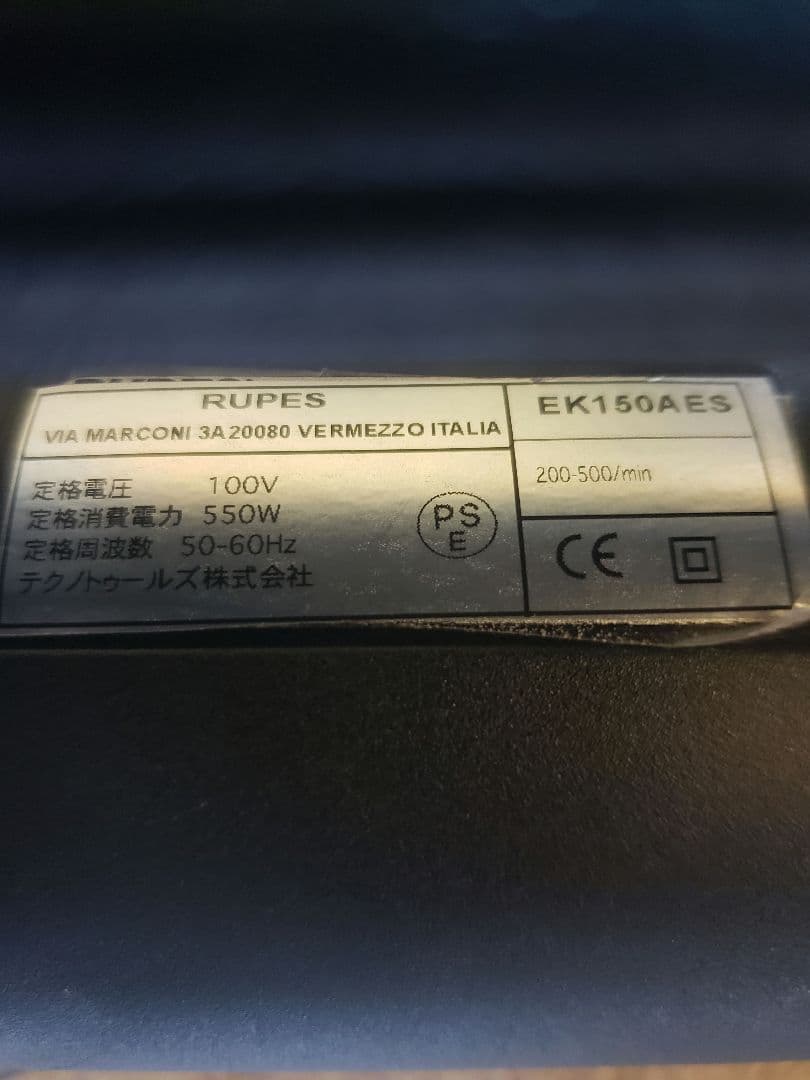 RUPES
VIA MARCONI 3A 20080 VERMEZZO ITALIA
定格電圧 100V
定格消費電力 550W
定格周波数 50-60Hz
テクノトゥールズ株式会社
PS
E
EK150AES
200-500/min
CE